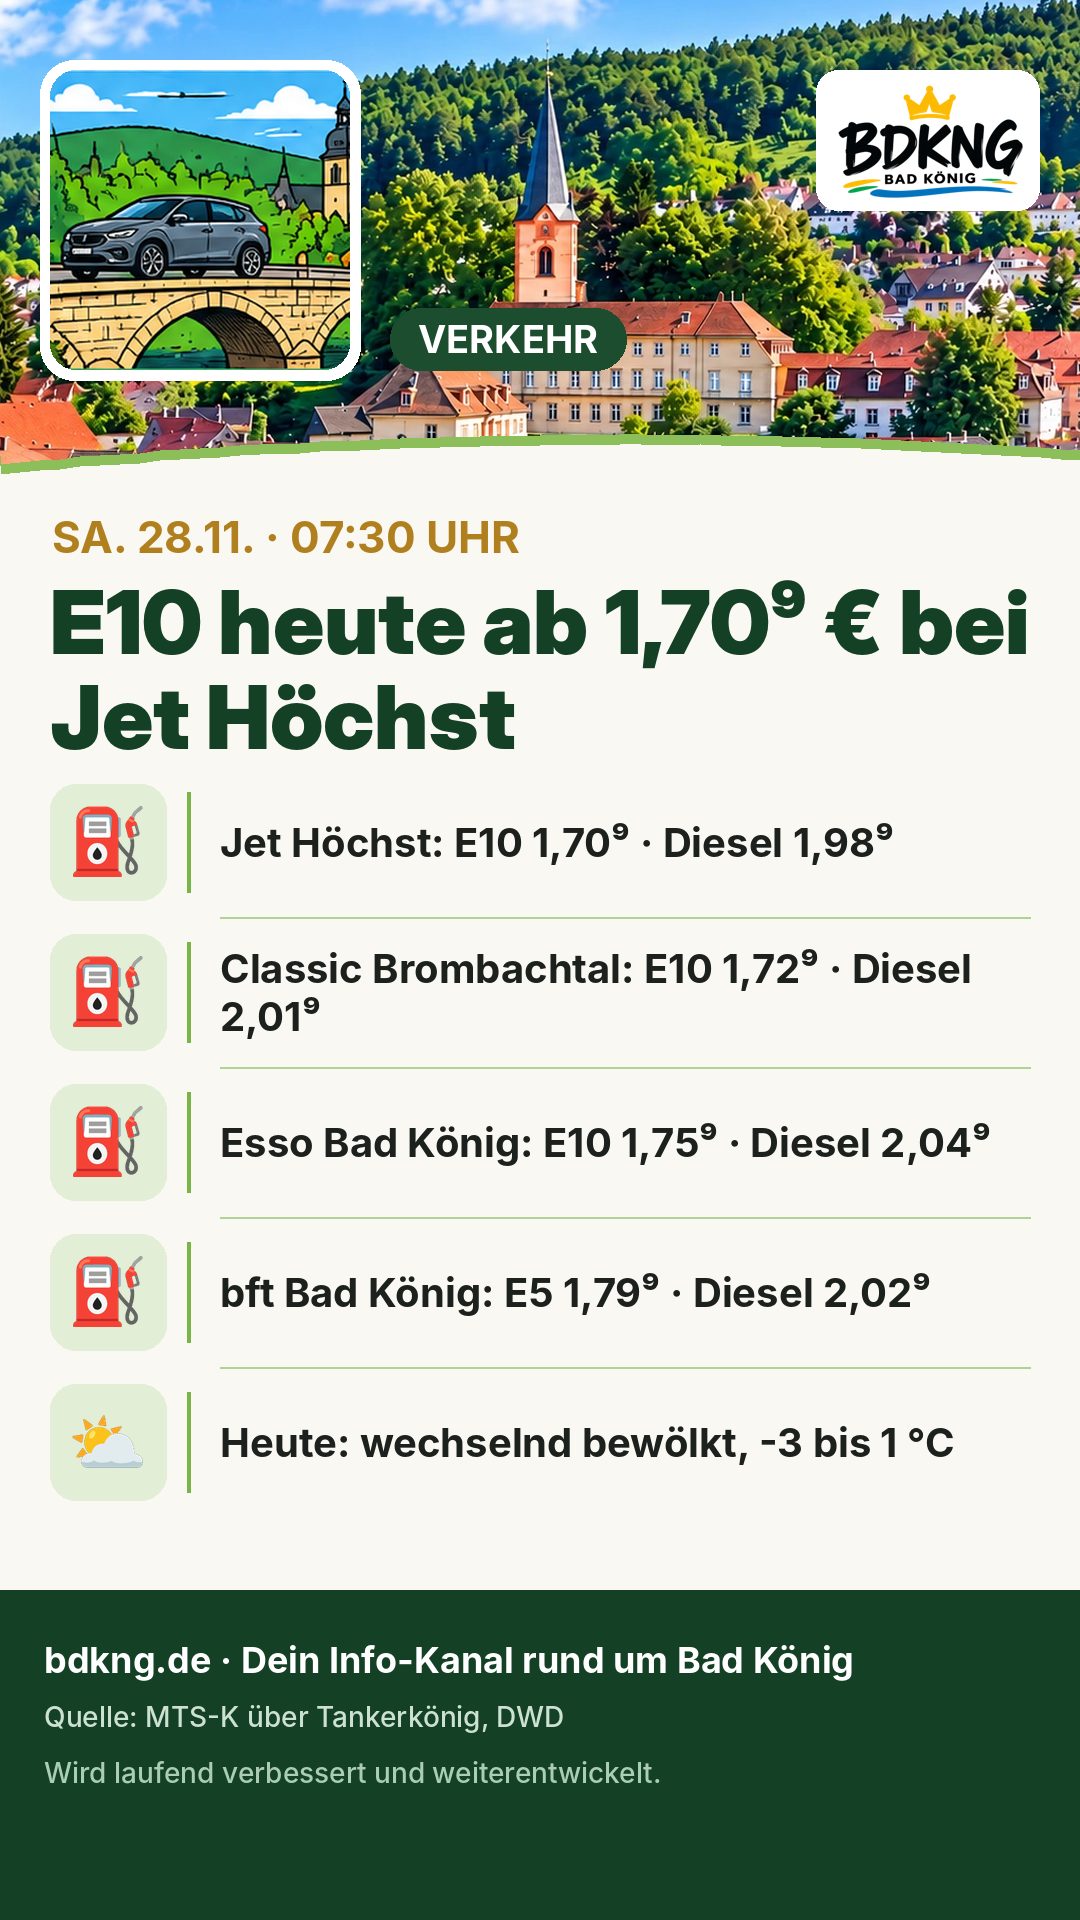 BDKNG
BAD KÖNIG
VERKEHR
SA. 28.11. · 07:30 UHR
E10 heute ab 1,70⁹ € bei
Jet Höchst
Jet Höchst: E10 1,70⁹ · Diesel 1,98⁹
Classic Brombachtal: E10 1,72⁹ · Diesel
2,01⁹
Esso Bad König: E10 1,75⁹ · Diesel 2,04⁹
bft Bad König: E5 1,79⁹ · Diesel 2,02⁹
Heute: wechselnd bewölkt, -3 bis 1 °C
bdkng.de · Dein Info-Kanal rund um Bad König
Quelle: MTS-K über Tankerkönig, DWD
Wird laufend verbessert und weiterentwickelt.